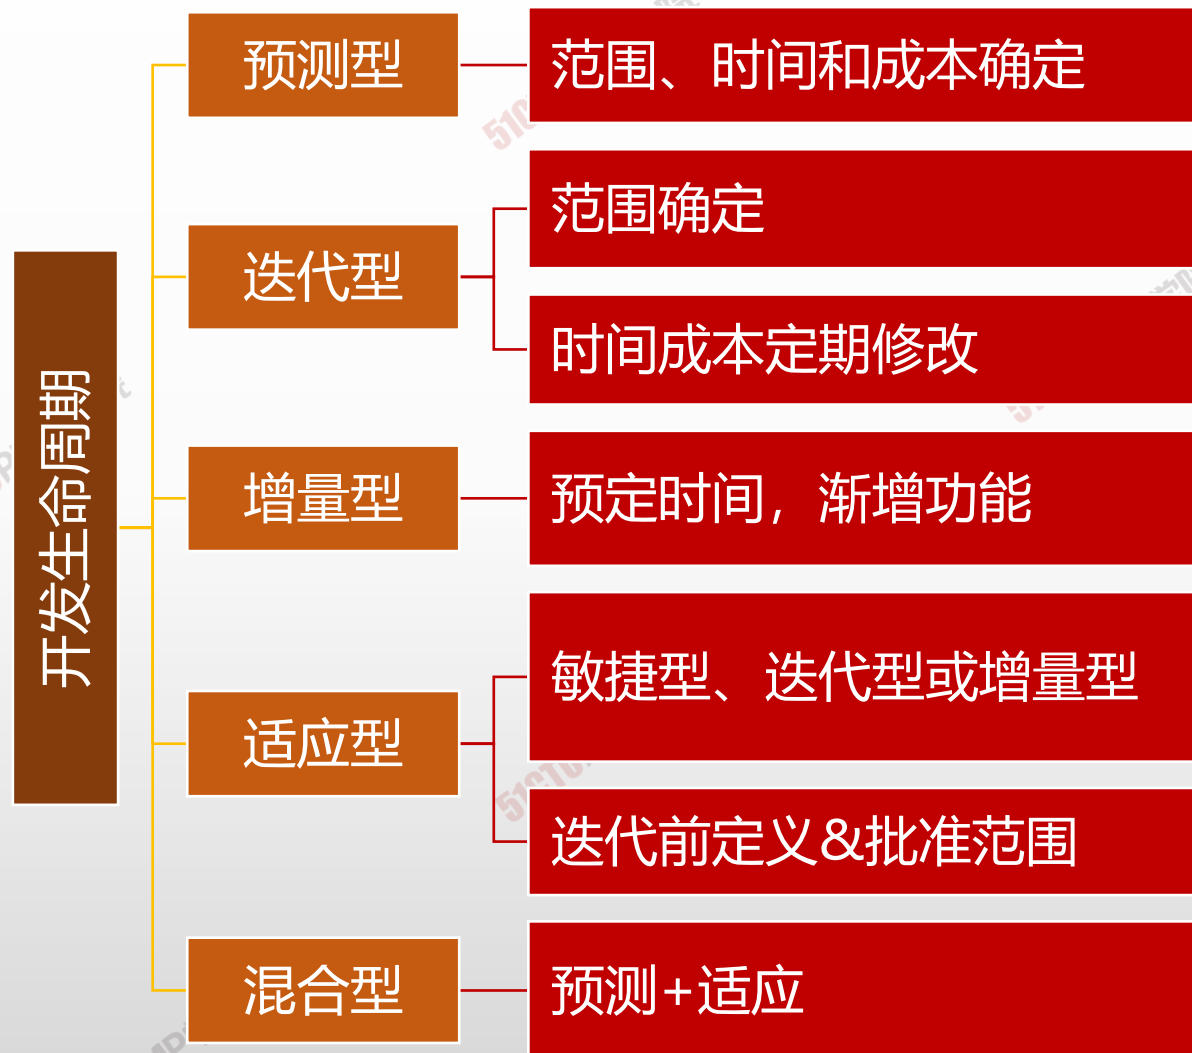 开发生命周期
预测型
范围、时间和成本确定
迭代型
范围确定
时间成本定期修改
增量型
预定时间，渐增功能
适应型
敏捷型、迭代型或增量型
迭代前定义&批准范围
混合型
预测+适应